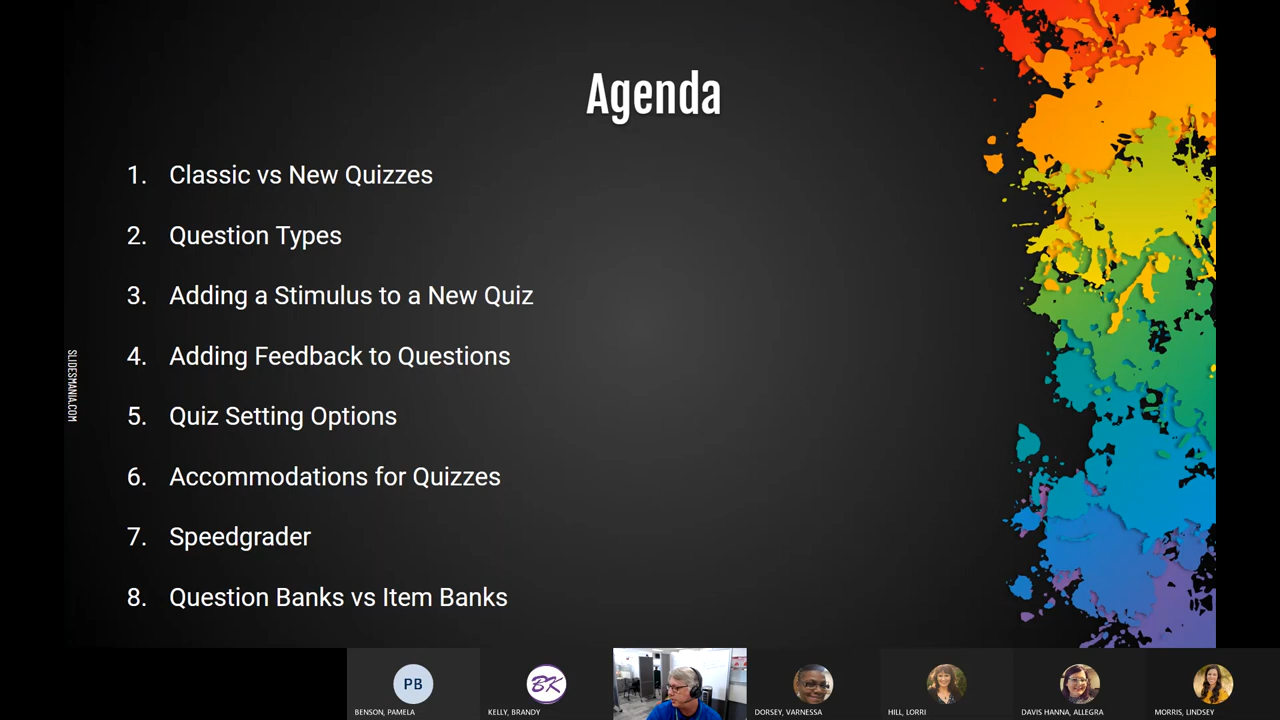 Agenda
1. Classic vs New Quizzes
2. Question Types
3. Adding a Stimulus to a New Quiz
4. Adding Feedback to Questions
5. Quiz Setting Options
6. Accommodations for Quizzes
7. Speedgrader
8. Question Banks vs Item Banks
SLIDESMANIA.COM
PB
BK
BENSON, PAMELA
KELLY, BRANDY
DORSEY, VARNESSA
HILL, LORRI
DAVIS HANNA, ALLEGRA
MORRIS, LINDSEY